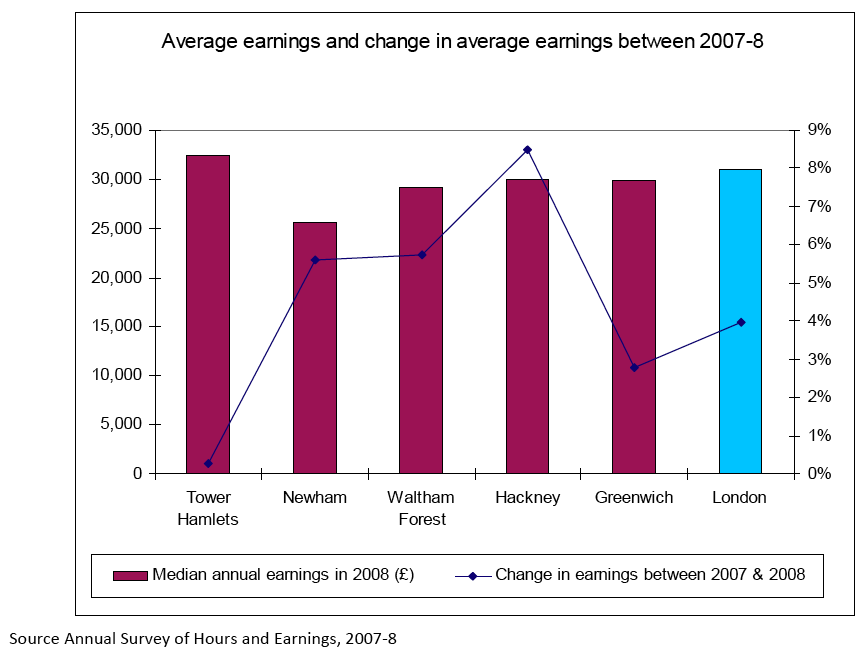 Average earnings and change in average earnings between 2007-8
35,000
30,000
25,000
20,000
15,000
10,000
5,000
0
9%
8%
7%
6%
5%
4%
3%
2%
1%
0%
Tower
Hamlets
Newham
Waltham
Forest
Hackney
Greenwich
London
Median annual earnings in 2008 (£)
Change in earnings between 2007 & 2008
Source Annual Survey of Hours and Earnings, 2007-8